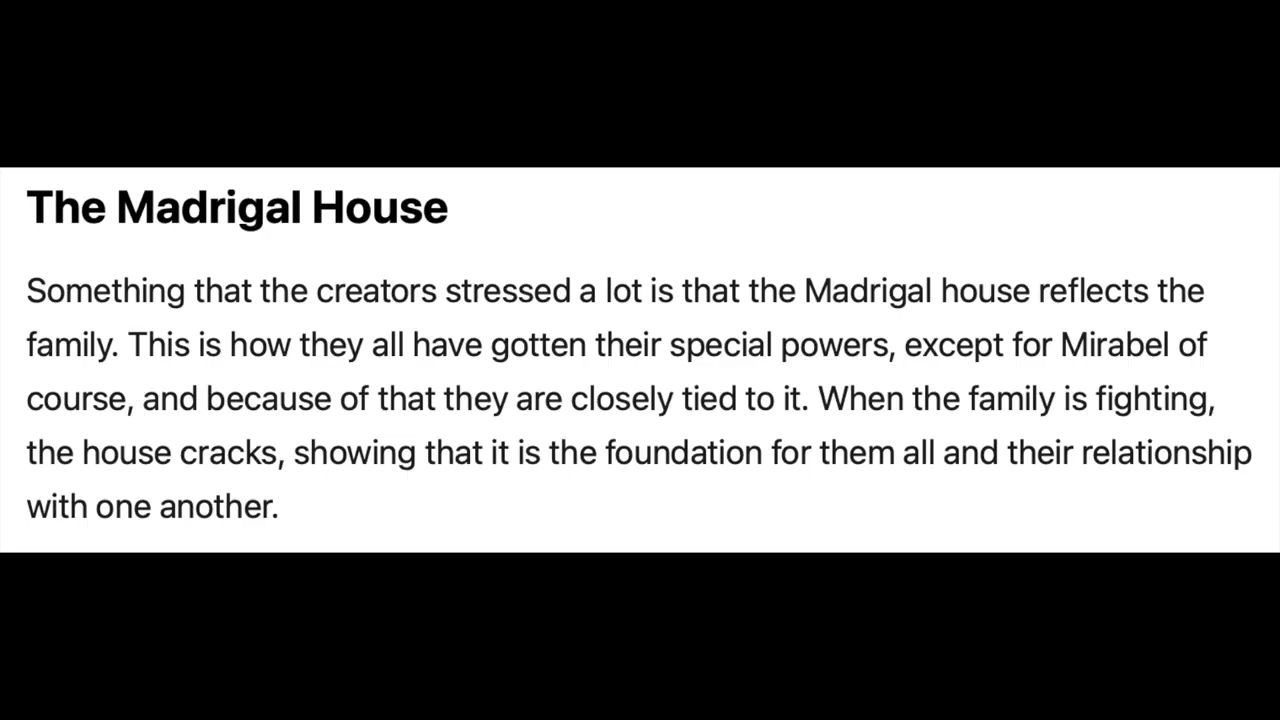 The Madrigal House
Something that the creators stressed a lot is that the Madrigal house reflects the
family. This is how they all have gotten their special powers, except for Mirabel of
course, and because of that they are closely tied to it. When the family is fighting,
the house cracks, showing that it is the foundation for them all and their relationship
with one another.